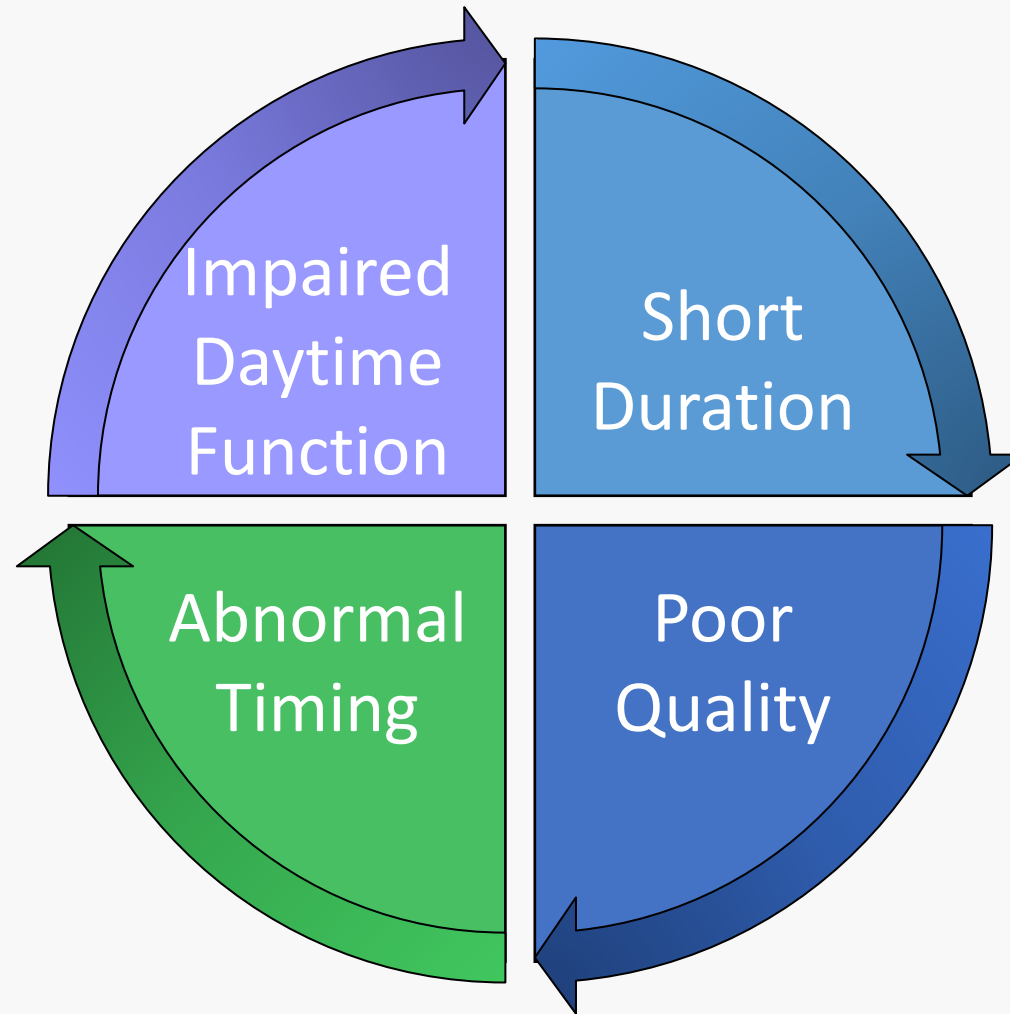 Impaired
Daytime
Function
Short
Duration
Abnormal
Timing
Poor
Quality